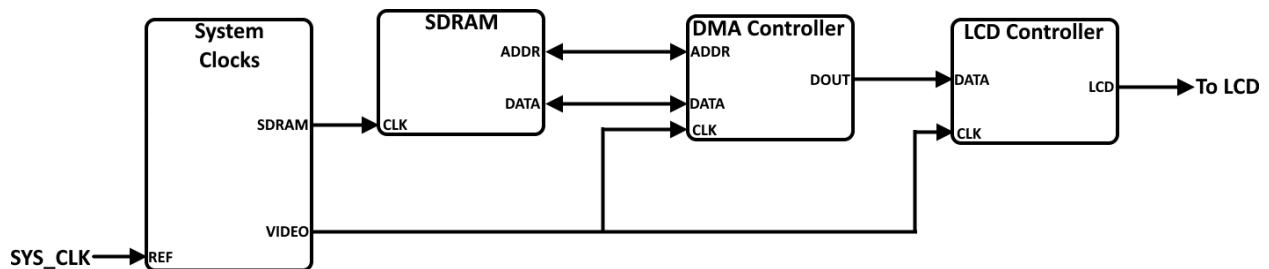 System
Clocks
SDRAM
VIDEO
REF
SYS_CLK
SDRAM
ADDR
DATA
CLK
DMA Controller
ADDR
DOUT
DATA
CLK
LCD Controller
DATA
LCD
CLK
To LCD